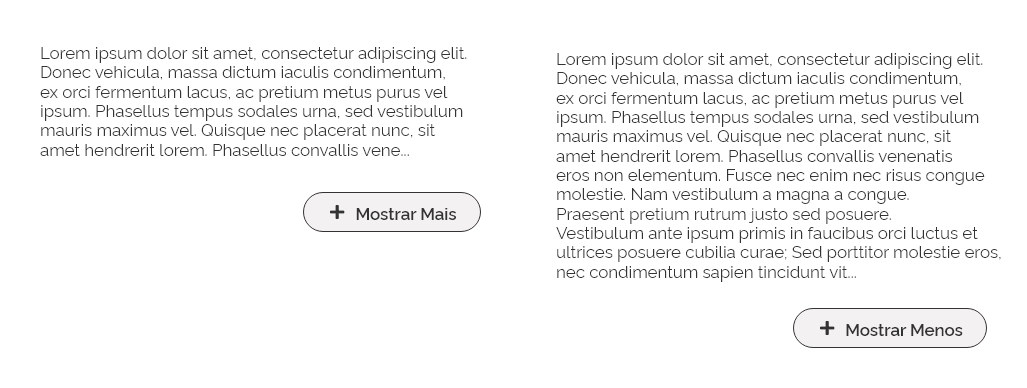 Lorem ipsum dolor sit amet, consectetur adipiscing elit.
Donec vehicula, massa dictum iaculis condimentum,
ex orci fermentum lacus, ac pretium metus purus vel
ipsum. Phasellus tempus sodales urna, sed vestibulum
mauris maximus vel. Quisque nec placerat nunc, sit
amet hendrerit lorem. Phasellus convallis vene...
Mostrar Mais
Lorem ipsum dolor sit amet, consectetur adipiscing elit.
Donec vehicula, massa dictum iaculis condimentum,
ex orci fermentum lacus, ac pretium metus purus vel
ipsum. Phasellus tempus sodales urna, sed vestibulum
mauris maximus vel. Quisque nec placerat nunc, sit
amet hendrerit lorem. Phasellus convallis venenatis
eros non elementum. Fusce nec enim nec risus congue
molestie. Nam vestibulum a magna a congue.
Praesent pretium rutrum justo sed posuere.
Vestibulum ante ipsum primis in faucibus orci luctus et
ultrices posuere cubilia curae; Sed porttitor molestie eros,
nec condimentum sapien tincidunt vit...
Mostrar Menos